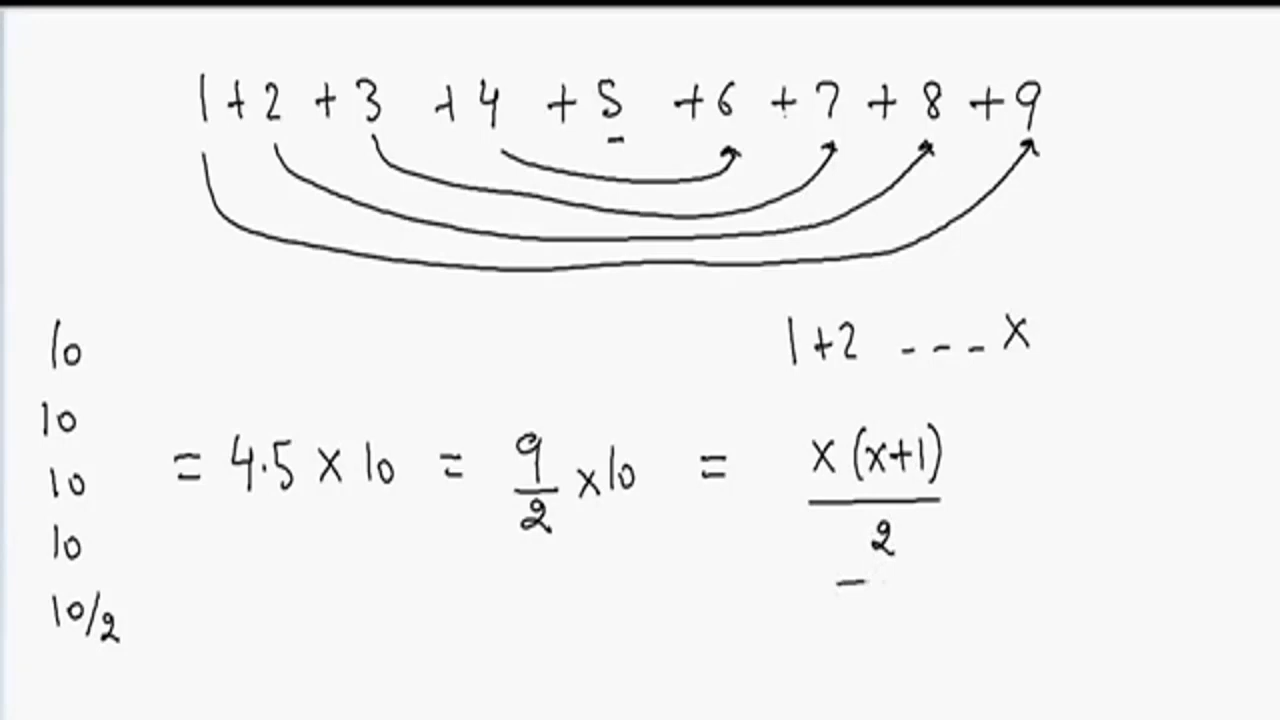 1 + 2 + 3 + 4 + 5 + 6 + 7 + 8 + 9
10
1 + 2 - - - - x
10
10
= 4.5 x 10 = 9/2 x 10 = x (x+1)/2
10
10/2